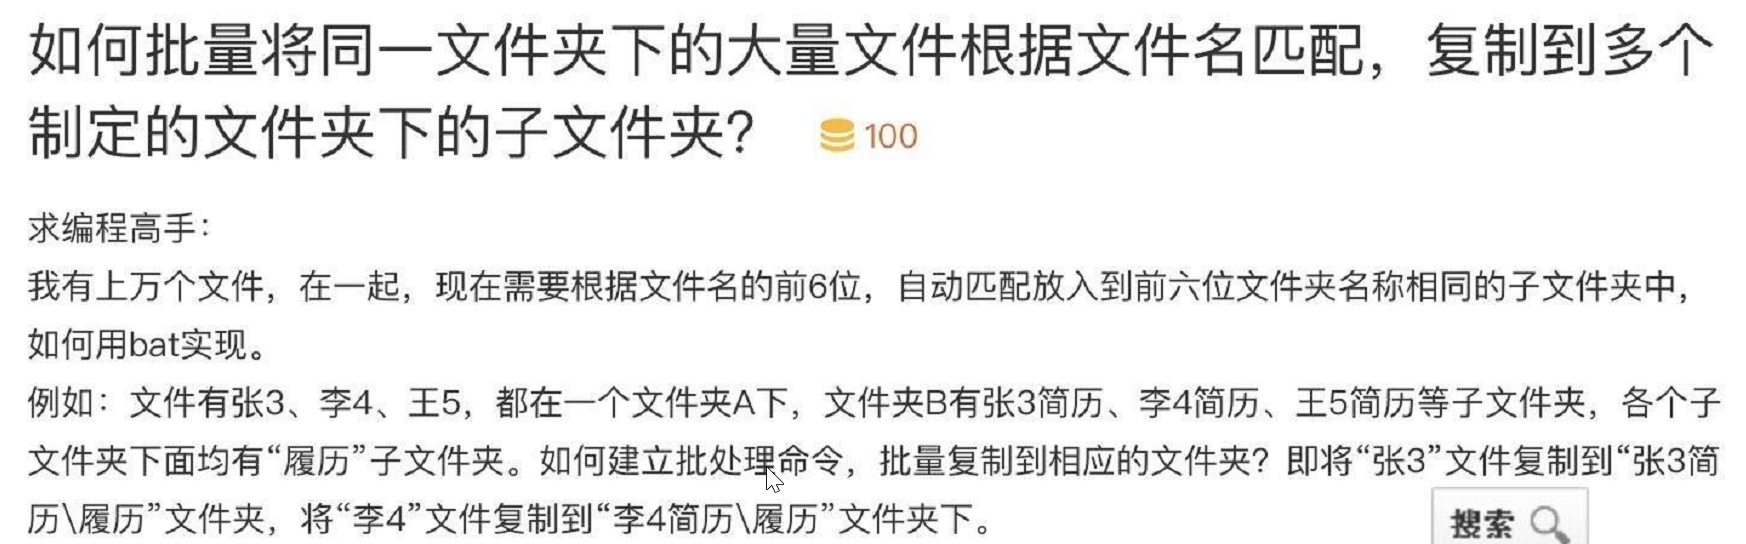 如何批量将同一文件夹下的大量文件根据文件名匹配，复制到多个
制定的文件夹下的子文件夹？ 100
求编程高手：
我有上万个文件，在一起，现在需要根据文件名的前6位，自动匹配放入到前六位文件夹名称相同的子文件夹中，
如何用bat实现。
例如：文件有张3、李4、王5，都在一个文件夹A下，文件夹B有张3简历、李4简历、王5简历等子文件夹，各个子
文件夹下面均有“履历”子文件夹。如何建立批处理命令，批量复制到相应的文件夹？即将“张3”文件复制到“张3简
历\履历”文件夹，将“李4”文件复制到“李4简历\履历”文件夹下。
搜索